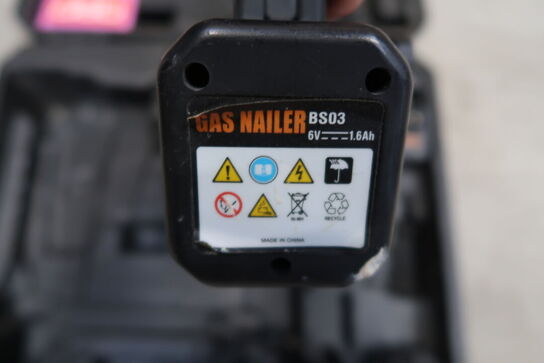 GAS NAILER BS03
6V 1.6Ah
RECYCLE
MADE IN CHINA